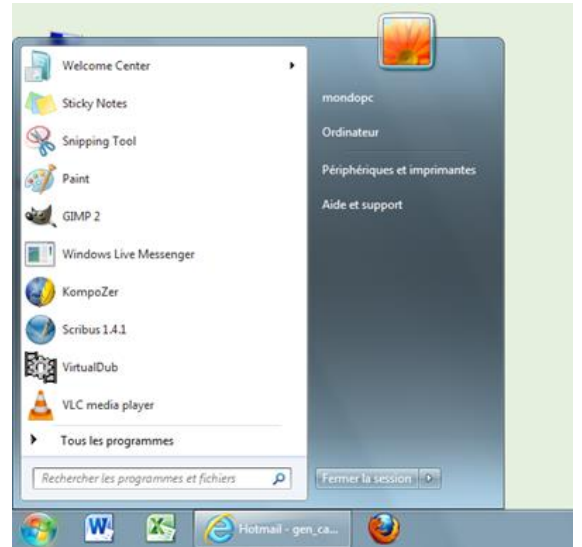 Welcome Center
Sticky Notes
Snipping Tool
Paint
GIMP 2
Windows Live Messenger
KompoZer
Scribus 1.4.1
VirtualDub
VLC media player
Tous les programmes
Rechercher les programmes et fichiers
mondopc
Ordinateur
Périphériques et imprimantes
Aide et support
Fermer la session
Hotmail - gen_ca...